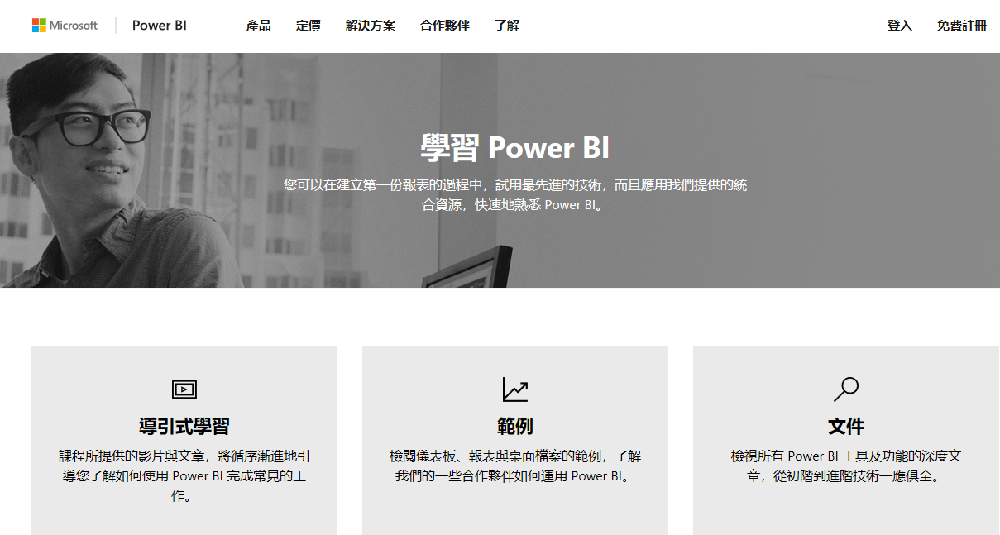 Microsoft Power BI 產品 定價 解決方案 合作夥伴 了解 登入 免費註冊
學習 Power BI
您可以在建立第一份報表的過程中，試用最先進的技術，而且應用我們提供的統
合資源，快速地熟悉 Power BI。
導引式學習
課程所提供的影片與文章，將循序漸進地引
導您了解如何使用 Power BI 完成常見的工
作。
範例
檢閱儀表板、報表與桌面檔案的範例，了解
我們的一些合作夥伴如何運用 Power BI。
文件
檢視所有 Power BI 工具及功能的深度文
章，從初階到進階技術一應俱全。